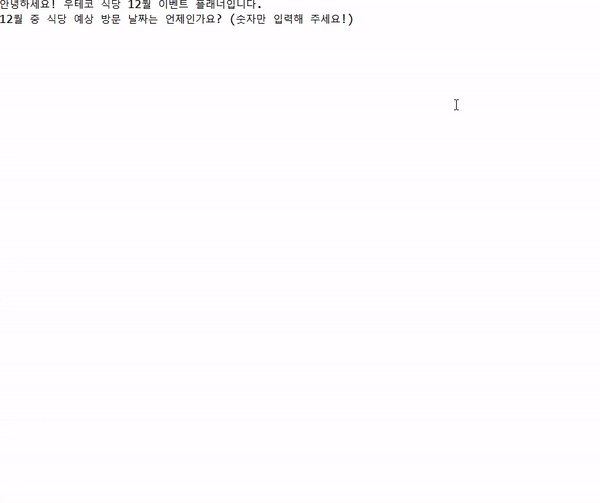 안녕하세요! 우테코 식당 12월 이벤트 플래너입니다.
12월 중 식당 예상 방문 날짜는 언제인가요? (숫자만 입력해 주세요!)